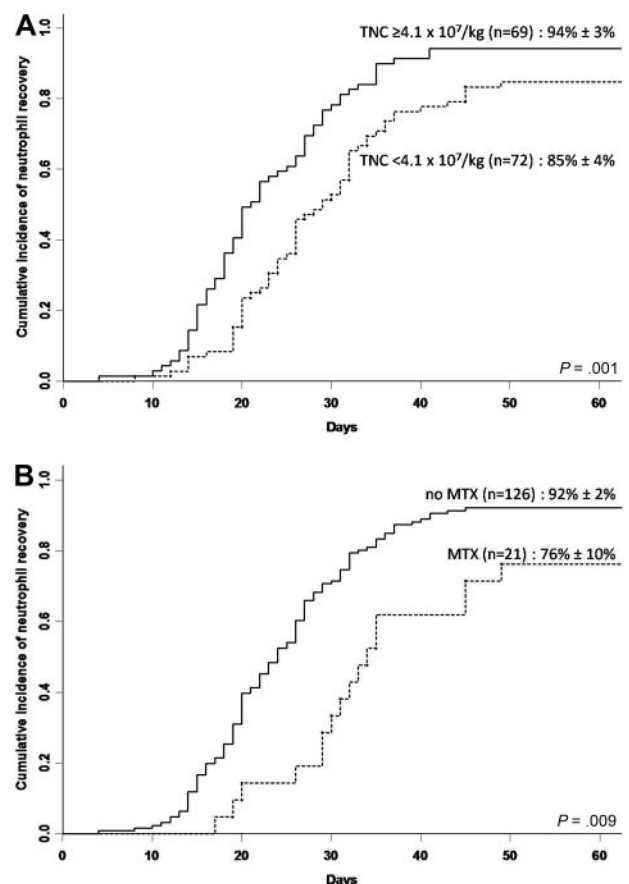 A
TNC ≥4.1 x 10⁷/kg (n=69) : 94% ± 3%
TNC <4.1 x 10⁷/kg (n=72) : 85% ± 4%
P = .001
Cumulative incidence of neutrophil recovery
0.0 0.2 0.4 0.6 0.8 1.0
0 10 20 30 40 50 60
Days
B
no MTX (n=126) : 92% ± 2%
MTX (n=21) : 76% ± 10%
P = .009
Cumulative incidence of neutrophil recovery
0.0 0.2 0.4 0.6 0.8 1.0
0 10 20 30 40 50 60
Days